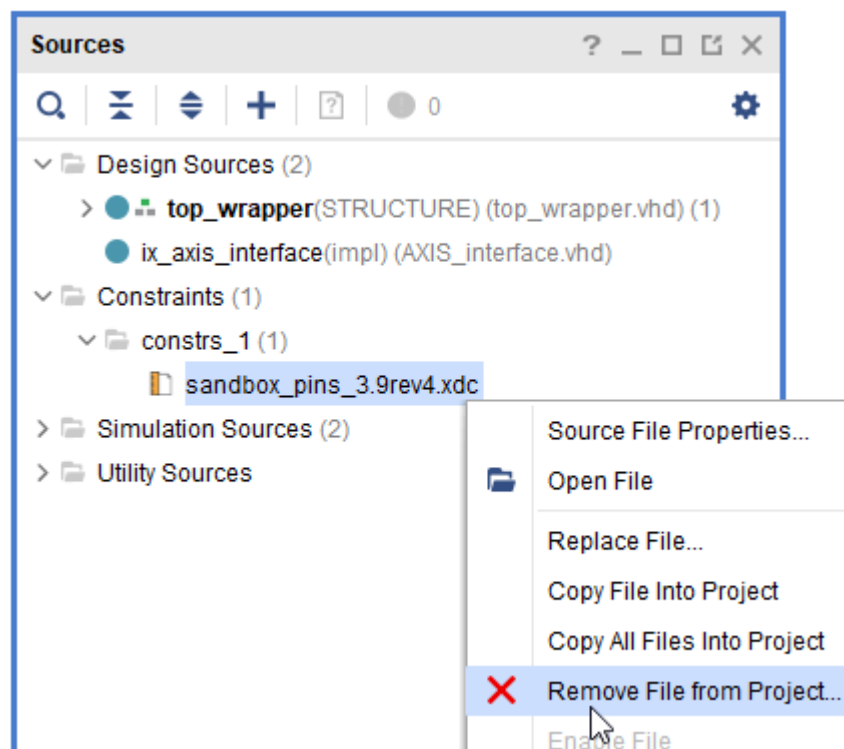 Sources
0
Design Sources (2)
top_wrapper(STRUCTURE) (top_wrapper.vhd) (1)
ix_axis_interface(impl) (AXIS_interface.vhd)
Constraints (1)
constrs_1 (1)
sandbox_pins_3.9rev4.xdc
Simulation Sources (2)
Utility Sources
Source File Properties...
Open File
Replace File...
Copy File Into Project
Copy All Files Into Project
Remove File from Project...
Enable File